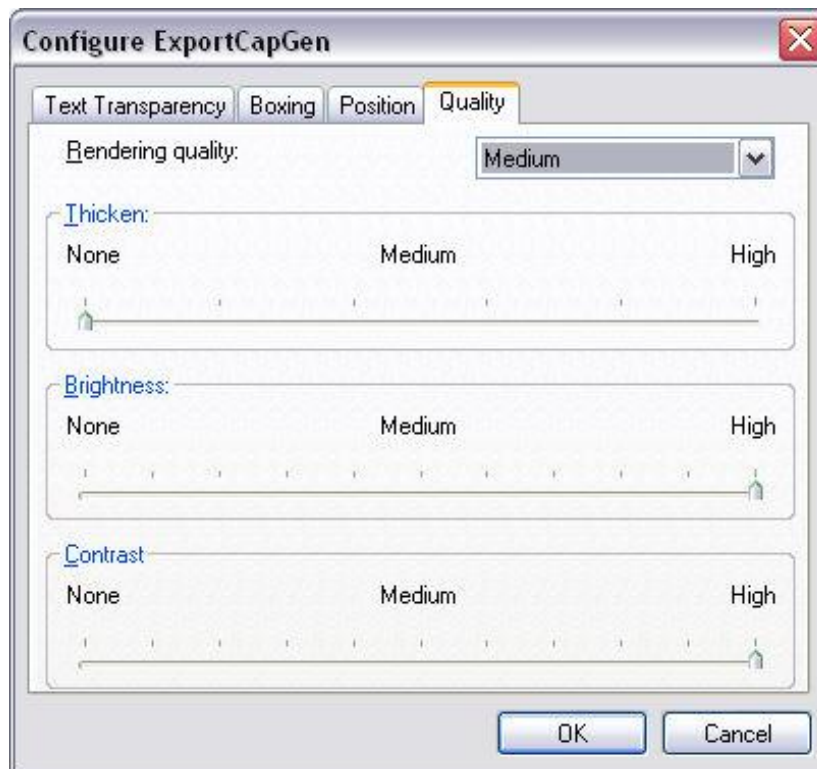 Configure ExportCapGen
Text Transparency Boxing Position Quality
Rendering quality: Medium
Thicken:
None Medium High
Brightness:
None Medium High
Contrast
None Medium High
OK Cancel